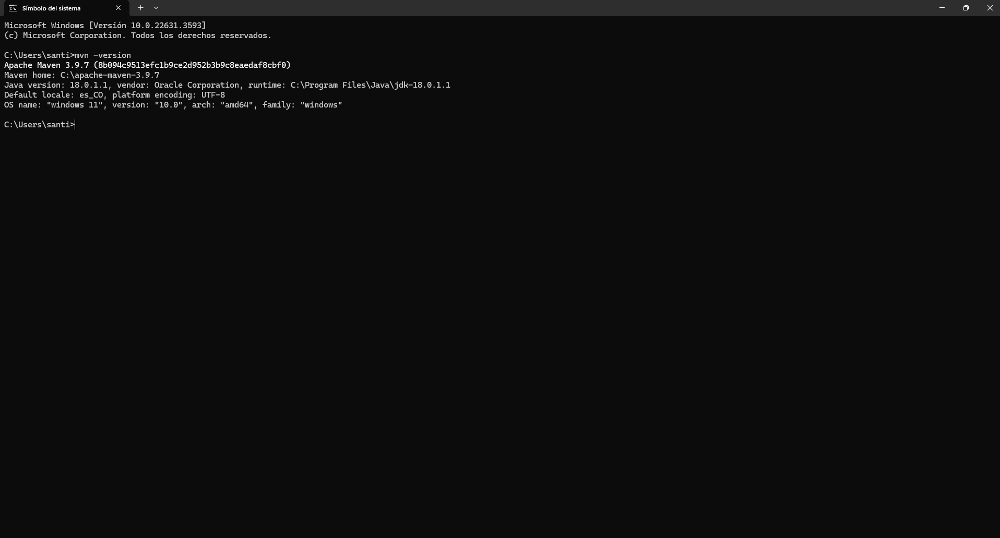 Símbolo del sistema
Microsoft Windows [Versión 10.0.22631.3593]
(c) Microsoft Corporation. Todos los derechos reservados.
C:\Users\santi>mvn -version
Apache Maven 3.9.7 (8b094c9513efc1b9ce2d952b3b9c8eaedaf8cbf0)
Maven home: C:\apache-maven-3.9.7
Java version: 18.0.1.1, vendor: Oracle Corporation, runtime: C:\Program Files\Java\jdk-18.0.1.1
Default locale: es_CO, platform encoding: UTF-8
OS name: "windows 11", version: "10.0", arch: "amd64", family: "windows"
C:\Users\santi>